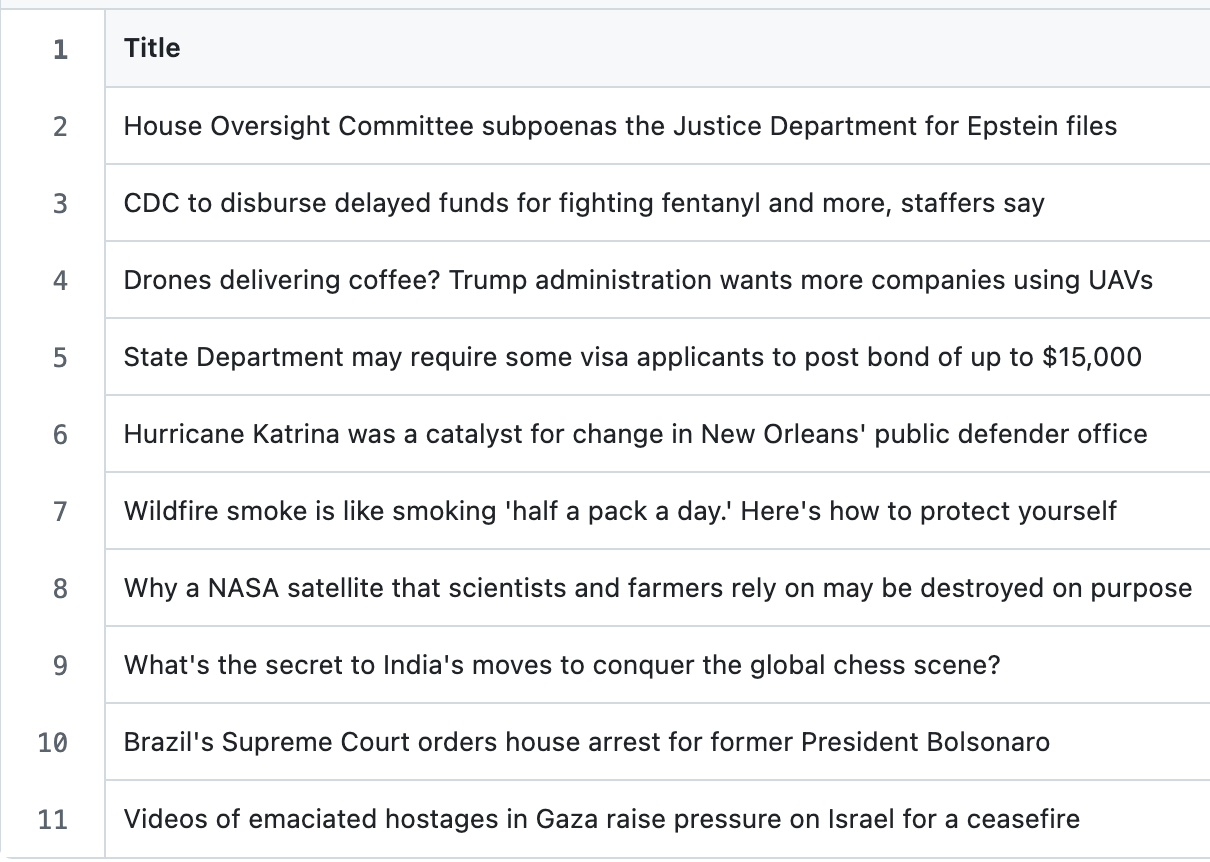 1 Title
2 House Oversight Committee subpoenas the Justice Department for Epstein files
3 CDC to disburse delayed funds for fighting fentanyl and more, staffers say
4 Drones delivering coffee? Trump administration wants more companies using UAVs
5 State Department may require some visa applicants to post bond of up to $15,000
6 Hurricane Katrina was a catalyst for change in New Orleans' public defender office
7 Wildfire smoke is like smoking 'half a pack a day.' Here's how to protect yourself
8 Why a NASA satellite that scientists and farmers rely on may be destroyed on purpose
9 What's the secret to India's moves to conquer the global chess scene?
10 Brazil's Supreme Court orders house arrest for former President Bolsonaro
11 Videos of emaciated hostages in Gaza raise pressure on Israel for a ceasefire